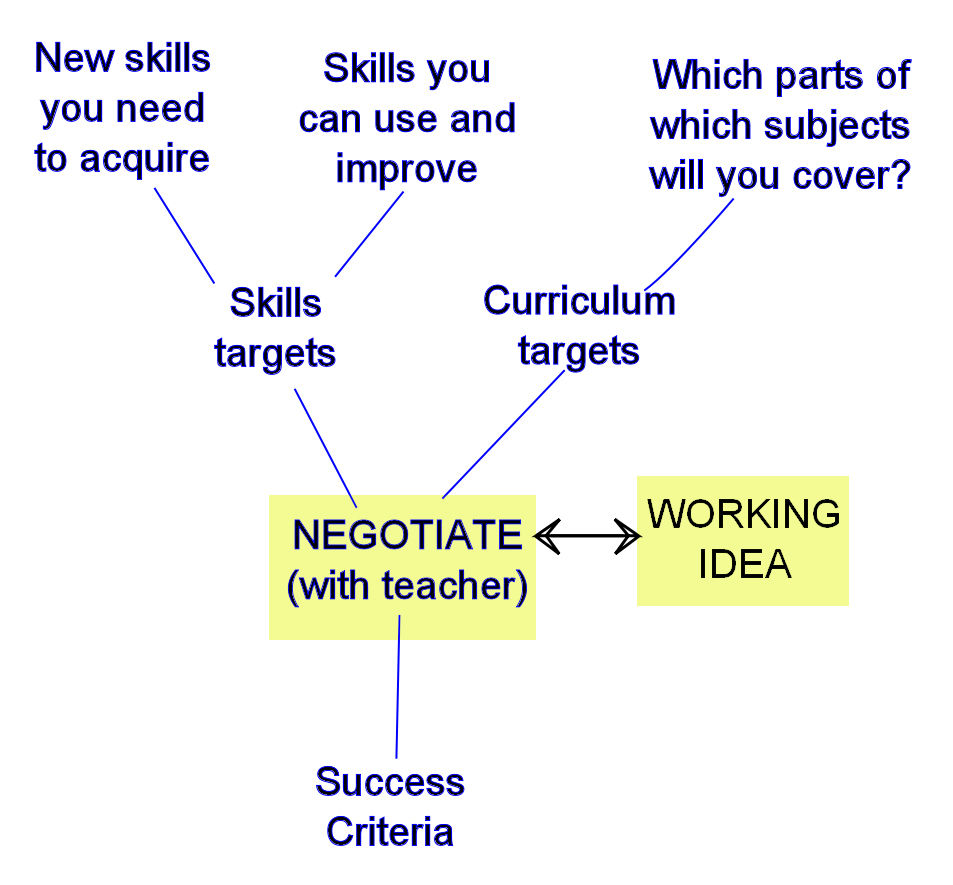 New skills
you need
to acquire
Skills you
can use and
improve
Which parts of
which subjects
will you cover?
Skills
targets
Curriculum
targets
NEGOTIATE
(with teacher)
WORKING
IDEA
Success
Criteria